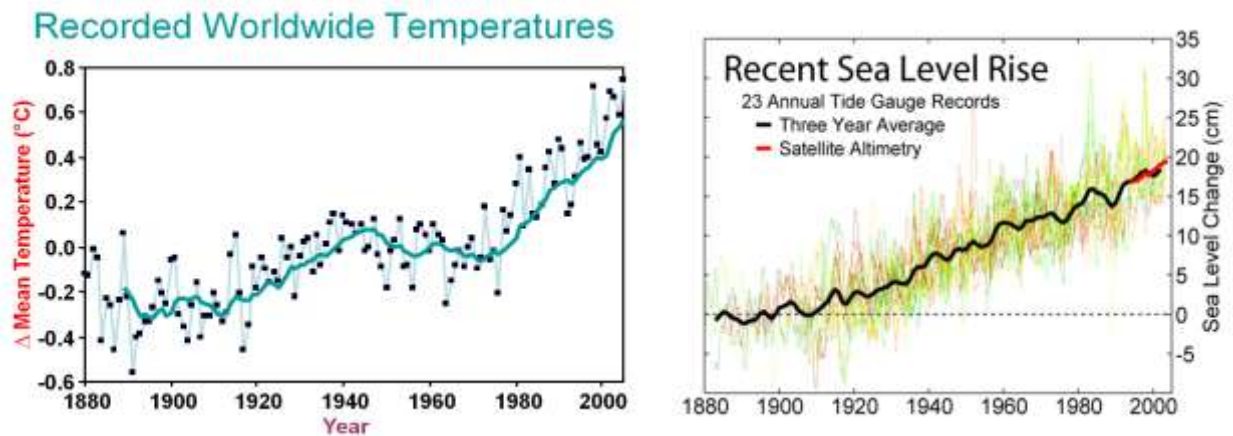 Recorded Worldwide Temperatures
Δ Mean Temperature (°C)
0.8
0.6
0.4
0.2
0.0
-0.2
-0.4
-0.6
1880 1900 1920 1940 1960 1980 2000
Year
Recent Sea Level Rise
23 Annual Tide Gauge Records
Three Year Average
Satellite Altimetry
35
30
25
20
15
10
5
0
-5
Sea Level Change (cm)
1880 1900 1920 1940 1960 1980 2000